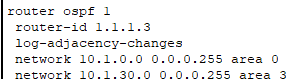 router ospf 1
router-id 1.1.1.3
log-adjacency-changes
network 10.1.0.0 0.0.0.255 area 0
network 10.1.30.0 0.0.0.255 area 3